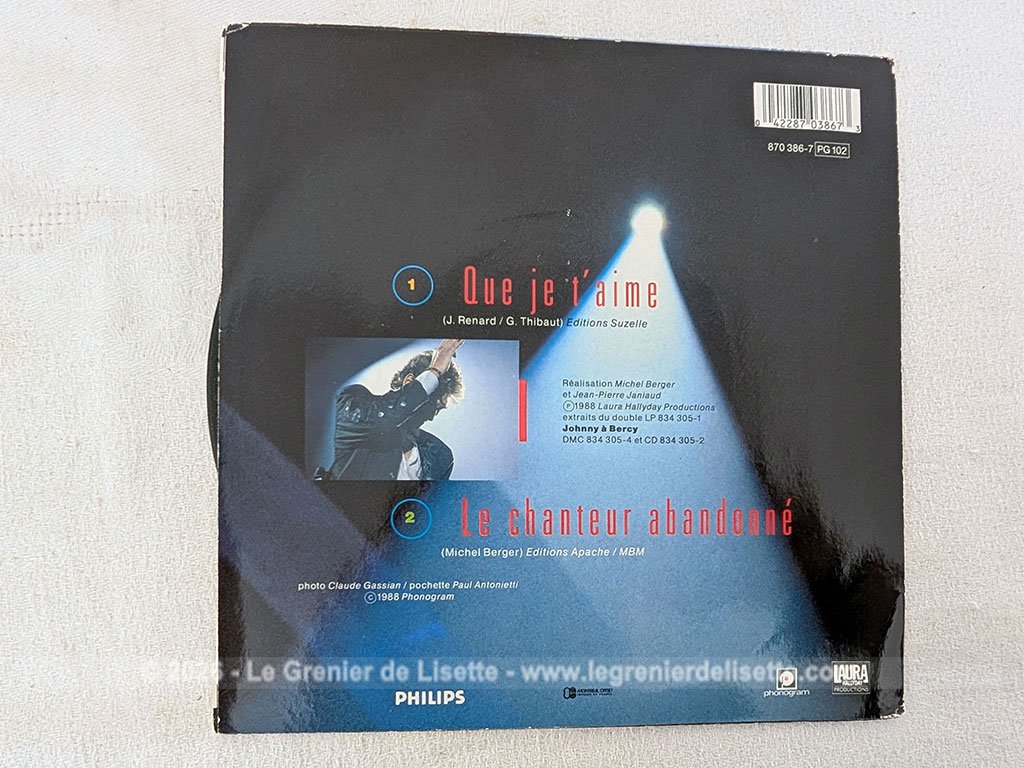 0 42287 03867 3
870 386-7 PG 102
1 Que je t'aime
(J. Renard / G. Thibaut) Editions Suzelle
Réalisation Michel Berger
et Jean-Pierre Janiaud
Ⓟ1988 Laura Hallyday Productions
extraits du double LP 834 305-1
Johnny à Bercy
DMC 834 305-4 et CD 834 305-2
2 Le chanteur abandonné
(Michel Berger) Editions Apache / MBM
photo Claude Gassian / pochette Paul Antonietti
©1988 Phonogram
- Le Grenier de Lisette - www.legrenierdelisette.com
PHILIPS
phonogram
LAURA
HALLYDAY
PRODUCTIONS